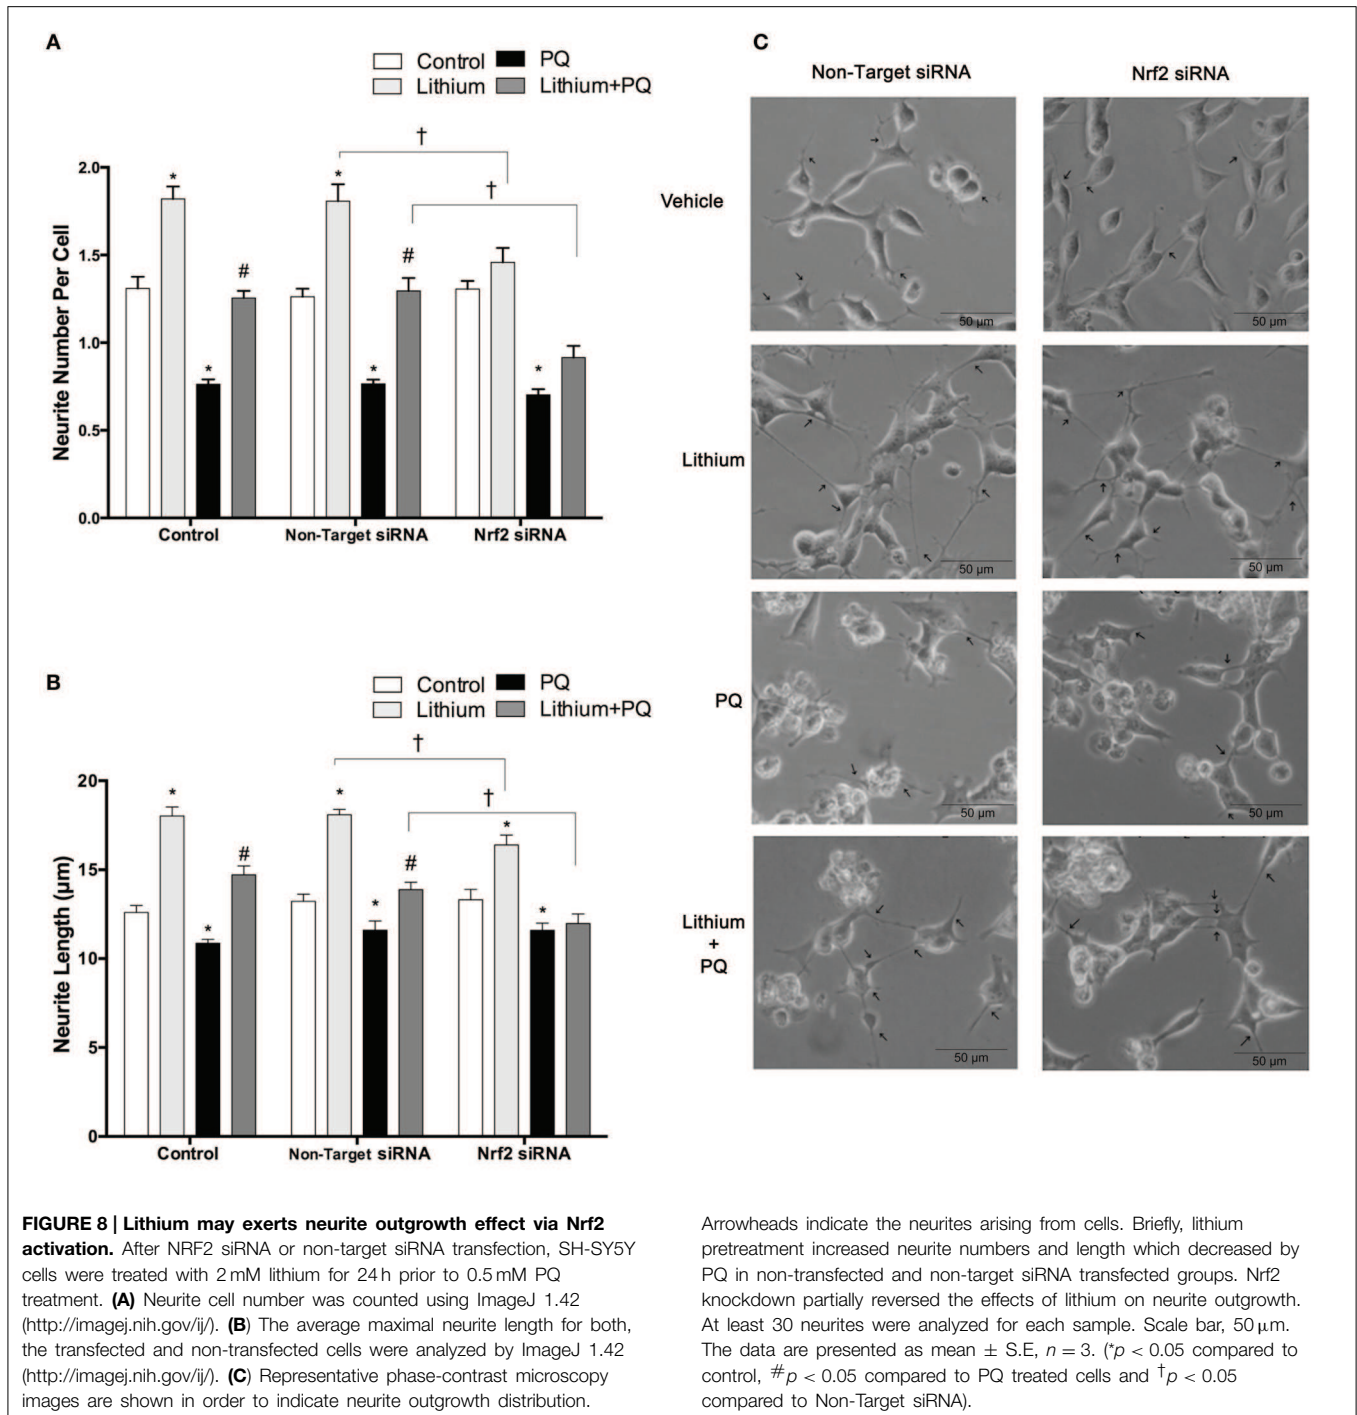 A
Control PQ
Lithium Lithium+PQ
†
†
2.0
1.5
1.0
0.5
0.0
Neurite Number Per Cell
* * # * * # *
Control Non-Target siRNA Nrf2 siRNA
B
Control PQ
Lithium Lithium+PQ
†
†
20
15
10
5
0
Neurite Length (µm)
* * # * * # * *
Control Non-Target siRNA Nrf2 siRNA
C
Non-Target siRNA Nrf2 siRNA
Vehicle
50 µm 50 µm
Lithium
50 µm 50 µm
PQ
50 µm 50 µm
Lithium
+
PQ
50 µm 50 µm
FIGURE 8 | Lithium may exerts neurite outgrowth effect via Nrf2
activation. After NRF2 siRNA or non-target siRNA transfection, SH-SY5Y
cells were treated with 2 mM lithium for 24 h prior to 0.5 mM PQ
treatment. (A) Neurite cell number was counted using ImageJ 1.42
(http://imagej.nih.gov/ij/). (B) The average maximal neurite length for both,
the transfected and non-transfected cells were analyzed by ImageJ 1.42
(http://imagej.nih.gov/ij/). (C) Representative phase-contrast microscopy
images are shown in order to indicate neurite outgrowth distribution.
Arrowheads indicate the neurites arising from cells. Briefly, lithium
pretreatment increased neurite numbers and length which decreased by
PQ in non-transfected and non-target siRNA transfected groups. Nrf2
knockdown partially reversed the effects of lithium on neurite outgrowth.
At least 30 neurites were analyzed for each sample. Scale bar, 50 µm.
The data are presented as mean ± S.E, n = 3. (*p < 0.05 compared to
control, #p < 0.05 compared to PQ treated cells and †p < 0.05
compared to Non-Target siRNA).